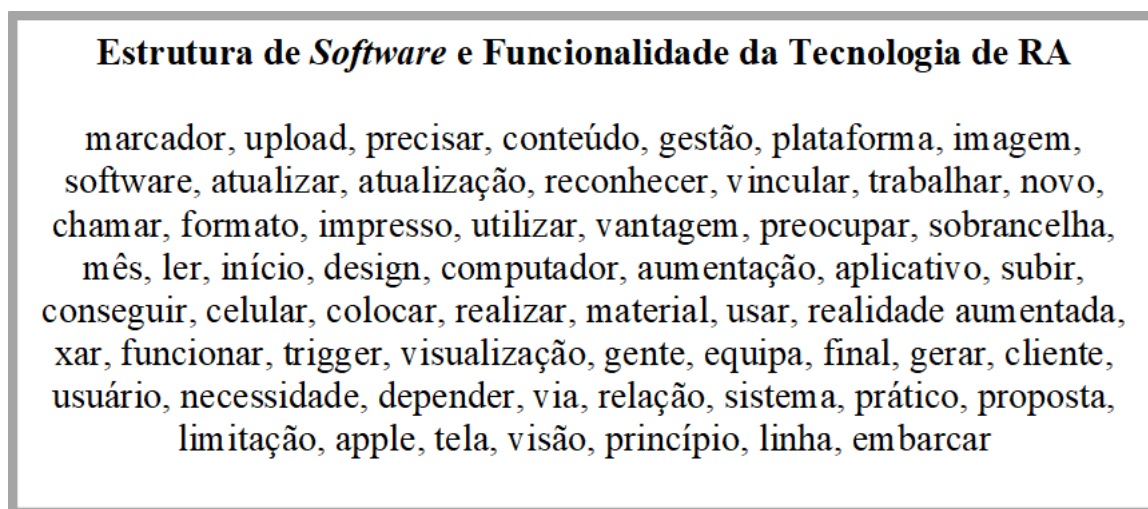 Estrutura de Software e Funcionalidade da Tecnologia de RA
marcador, upload, precisar, conteúdo, gestão, plataforma, imagem,
software, atualizar, atualização, reconhecer, vincular, trabalhar, novo,
chamar, formato, impresso, utilizar, vantagem, preocupar, sobrancelha,
mês, ler, início, design, computador, aumentação, aplicativo, subir,
conseguir, celular, colocar, realizar, material, usar, realidade aumentada,
xar, funcionar, trigger, visualização, gente, equipa, final, gerar, cliente,
usuário, necessidade, depender, via, relação, sistema, prático, proposta,
limitação, apple, tela, visão, princípio, linha, embarcar